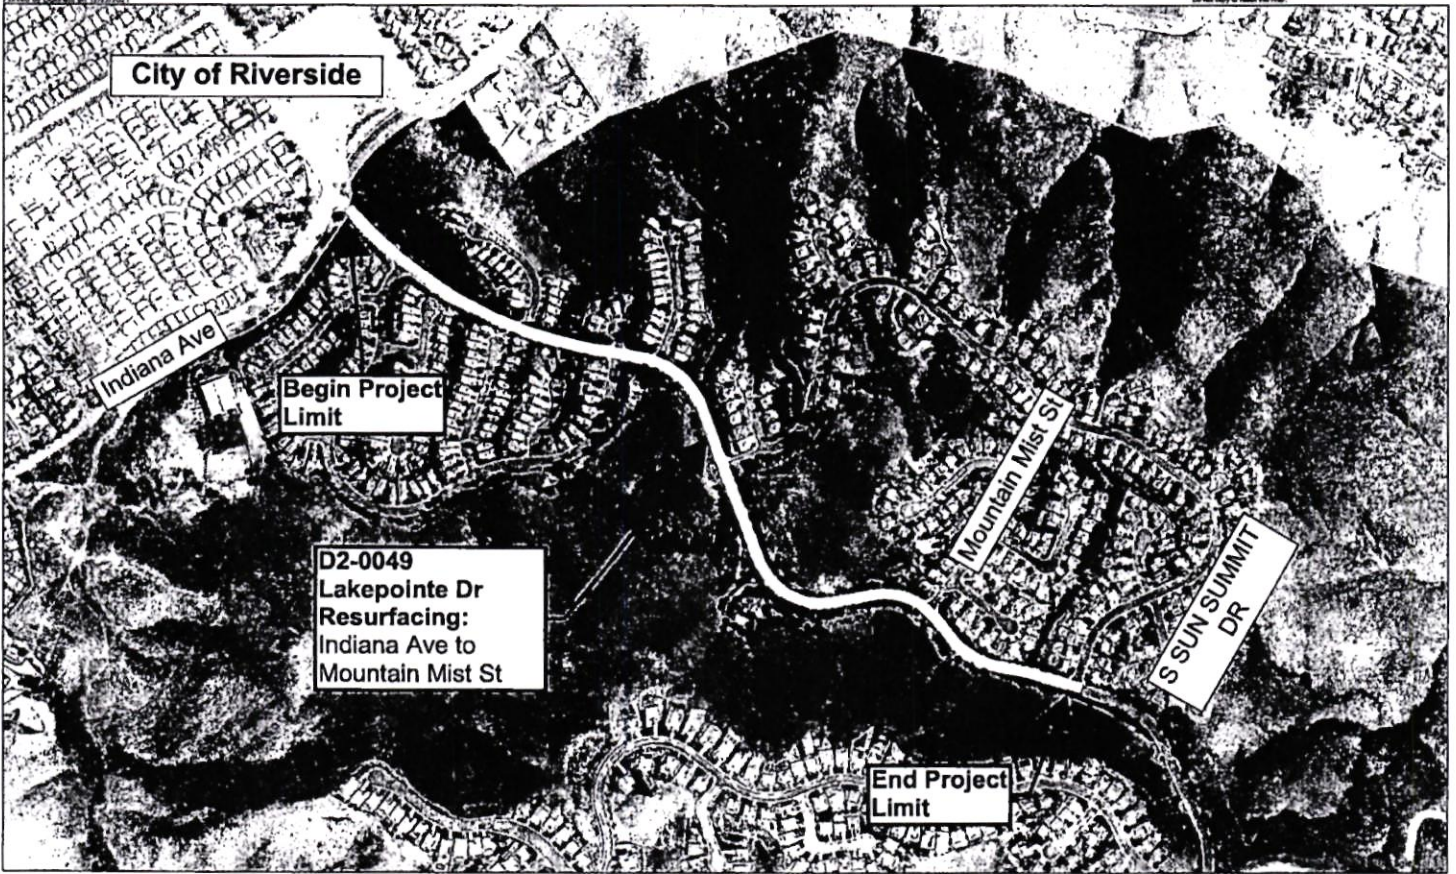 City of Riverside
Indiana Ave
Begin Project
Limit
Mountain Mist St
S SUN SUMMIT
DR
D2-0049
Lakepointe Dr
Resurfacing:
Indiana Ave to
Mountain Mist St
End Project
Limit